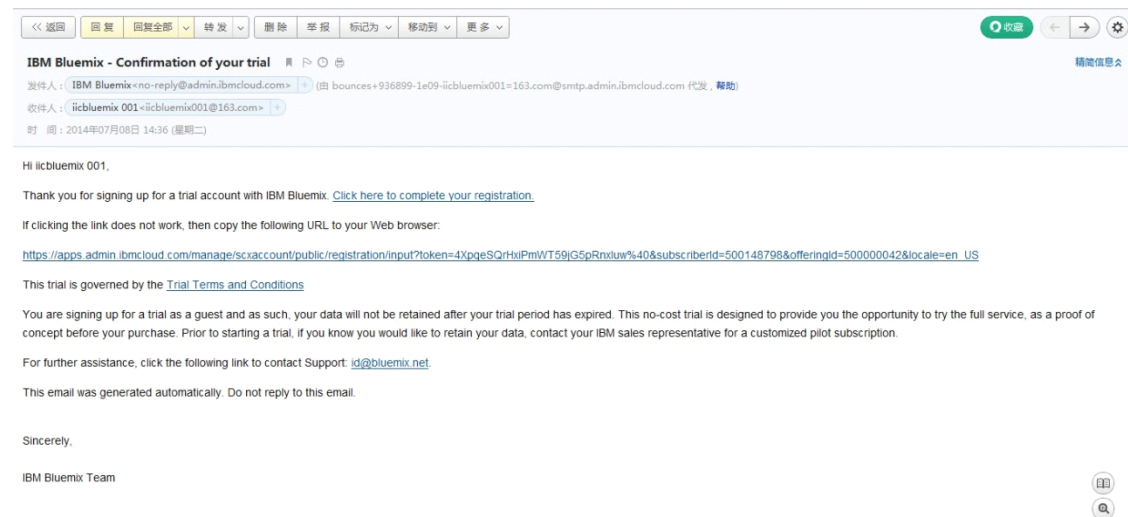 << 返回 回 复 回复全部 转 发 删 除 举 报 标记为 移动到 更 多 收藏
IBM Bluemix - Confirmation of your trial 精简信息
发件人 : IBM Bluemix<no-reply@admin.ibmcloud.com> + (由 bounces+936899-1e09-iicbluemix001=163.com@smtp.admin.ibmcloud.com 代发 , 帮助)
收件人 : iicbluemix 001<iicbluemix001@163.com> +
时 间 : 2014年07月08日 14:36 (星期二)
Hi iicbluemix 001,
Thank you for signing up for a trial account with IBM Bluemix. Click here to complete your registration.
If clicking the link does not work, then copy the following URL to your Web browser:
https://apps.admin.ibmcloud.com/manage/scxaccount/public/registration/input?token=4XpqeSQrHxiPmWT59jG5pRnxluw%40&subscriberId=500148798&offeringId=500000042&locale=en_US
This trial is governed by the Trial Terms and Conditions
You are signing up for a trial as a guest and as such, your data will not be retained after your trial period has expired. This no-cost trial is designed to provide you the opportunity to try the full service, as a proof of
concept before your purchase. Prior to starting a trial, if you know you would like to retain your data, contact your IBM sales representative for a customized pilot subscription.
For further assistance, click the following link to contact Support: id@bluemix.net.
This email was generated automatically. Do not reply to this email.
Sincerely,
IBM Bluemix Team